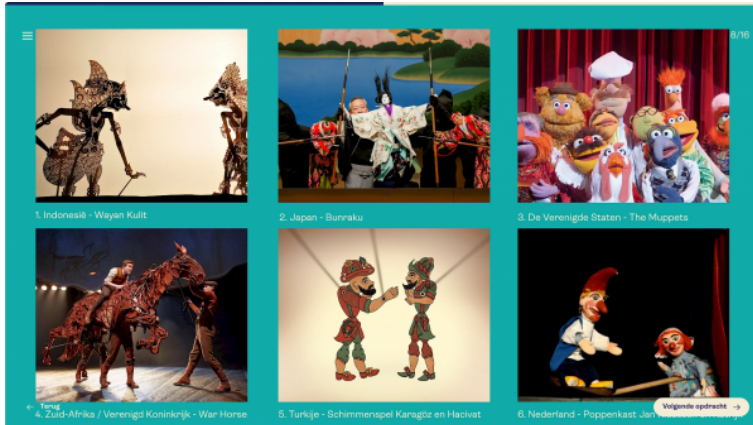 8/16
1. Indonesië - Wayan Kulit
2. Japan - Bunraku
3. De Verenigde Staten - The Muppets
← Terug
4. Zuid-Afrika / Verenigd Koninkrijk - War Horse
5. Turkije - Schimmenspel Karagöz en Hacivat
6. Nederland - Poppenkast Jan
Volgende opdracht →